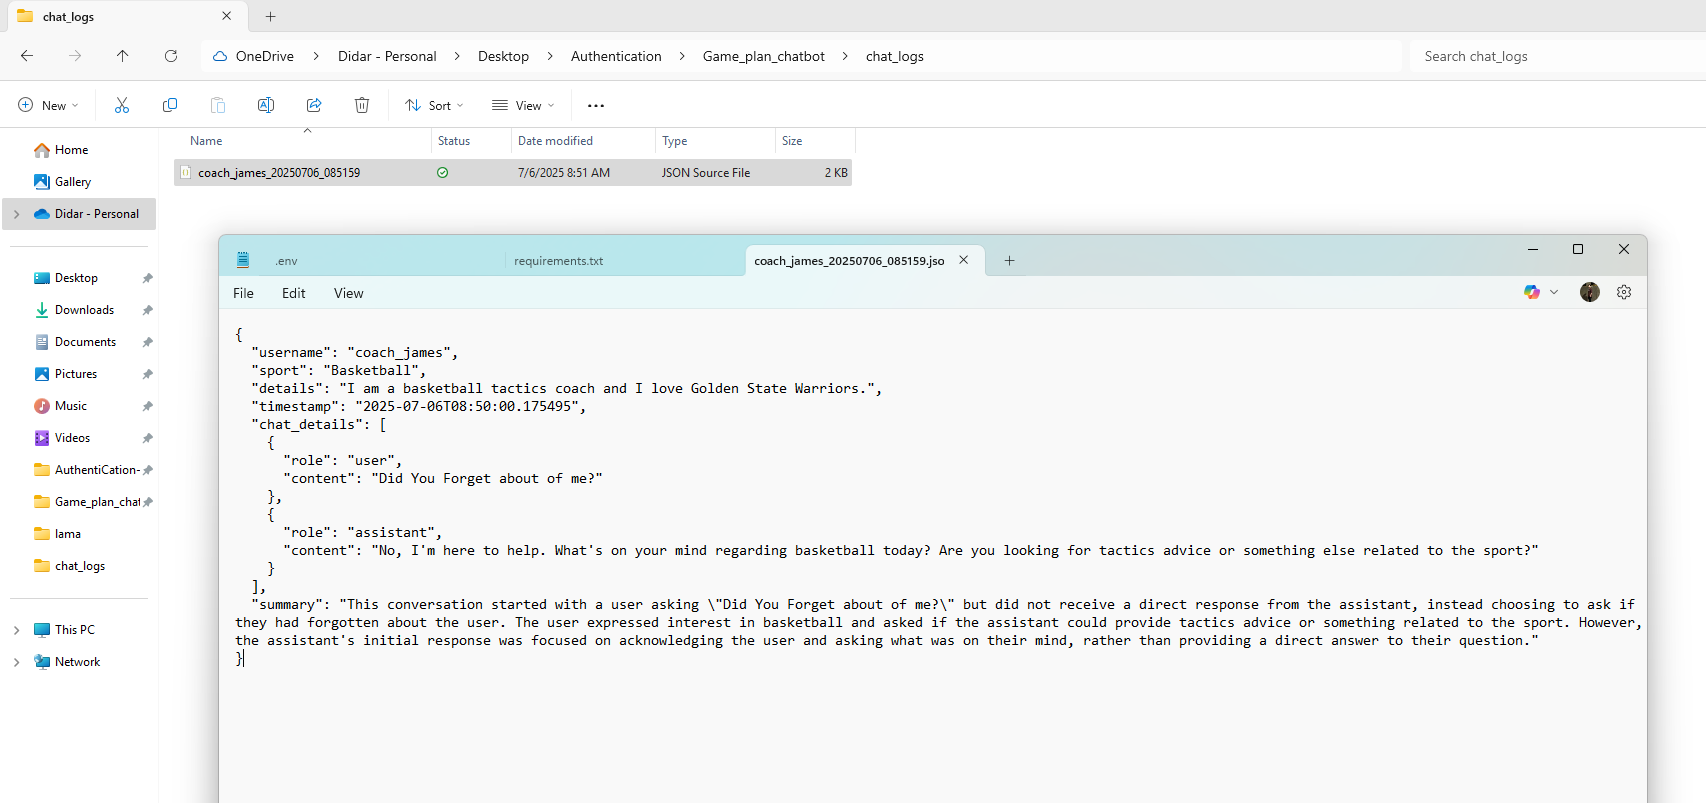 chat_logs
OneDrive > Didar - Personal > Desktop > Authentication > Game_plan_chatbot > chat_logs
Search chat_logs
New
Sort
View
Name Status Date modified Type Size
coach_james_20250706_085159 7/6/2025 8:51 AM JSON Source File 2 KB
Home
Gallery
Didar - Personal
Desktop
Downloads
Documents
Pictures
Music
Videos
AuthentiCation-
Game_plan_chat
lama
chat_logs
This PC
Network
.env requirements.txt coach_james_20250706_085159.jso
File Edit View
{
"username": "coach_james",
"sport": "Basketball",
"details": "I am a basketball tactics coach and I love Golden State Warriors.",
"timestamp": "2025-07-06T08:50:00.175495",
"chat_details": [
{
"role": "user",
"content": "Did You Forget about of me?"
},
{
"role": "assistant",
"content": "No, I'm here to help. What's on your mind regarding basketball today? Are you looking for tactics advice or something else related to the sport?"
}
],
"summary": "This conversation started with a user asking \"Did You Forget about of me?\" but did not receive a direct response from the assistant, instead choosing to ask if
they had forgotten about the user. The user expressed interest in basketball and asked if the assistant could provide tactics advice or something related to the sport. However,
the assistant's initial response was focused on acknowledging the user and asking what was on their mind, rather than providing a direct answer to their question."
}